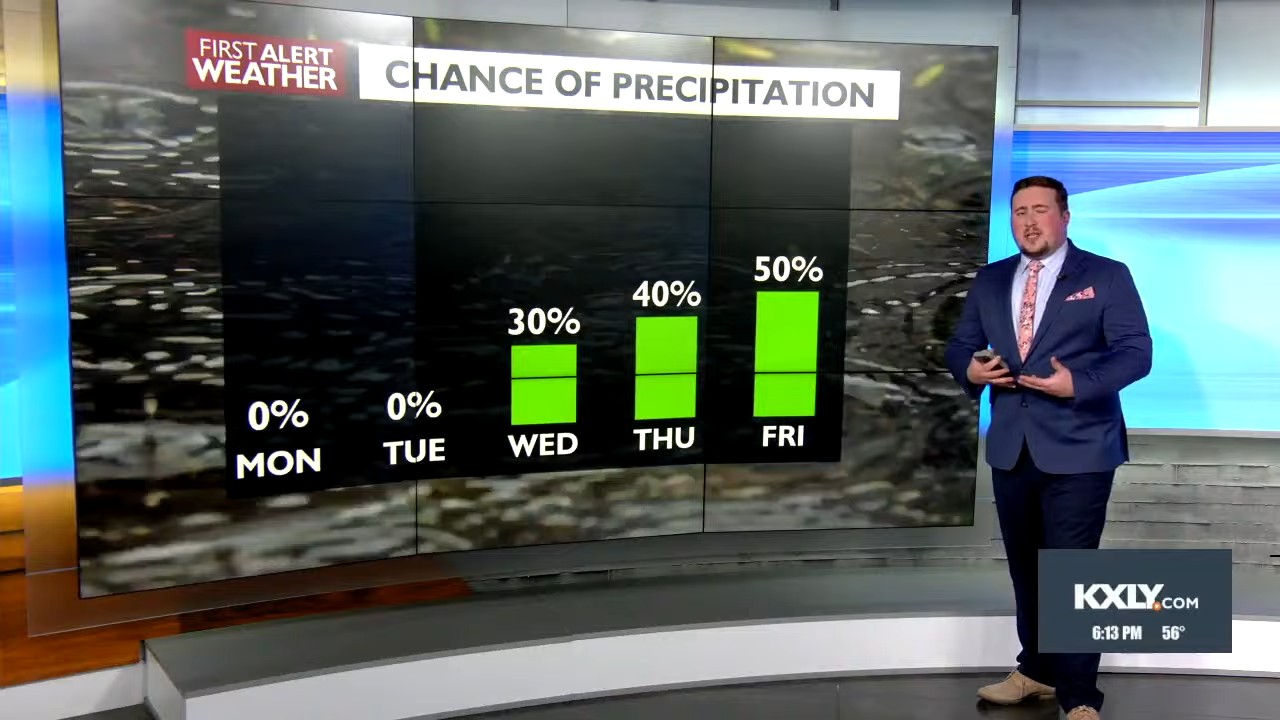 FIRST ALERT
WEATHER
CHANCE OF PRECIPITATION
0%
MON
0%
TUE
30%
WED
40%
THU
50%
FRI
KXLY.COM
6:13 PM 56°